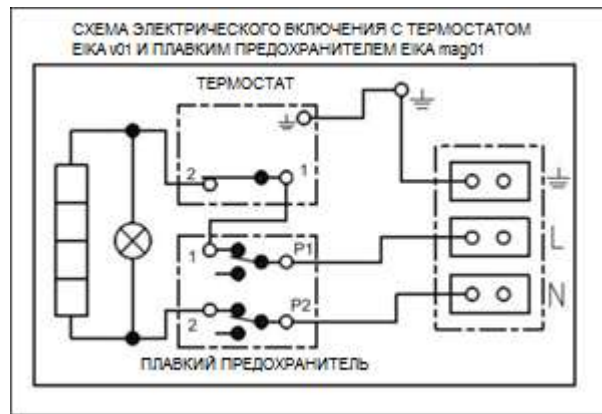 СХЕМА ЭЛЕКТРИЧЕСКОГО ВКЛЮЧЕНИЯ С ТЕРМОСТАТОМ
EIKA v01 И ПЛАВКИМ ПРЕДОХРАНИТЕЛЕМ EIKA mag01
ТЕРМОСТАТ
2
1
1
P1
L
2
P2
N
ПЛАВКИЙ ПРЕДОХРАНИТЕЛЬ